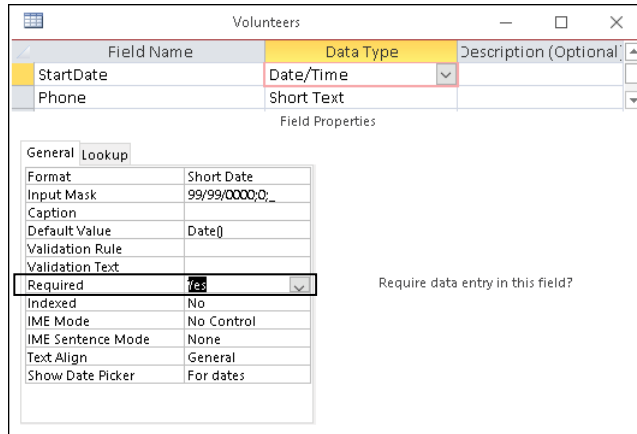 Volunteers
Field Name Data Type Description (Optional)
StartDate Date/Time
Phone Short Text
Field Properties
General Lookup
Format Short Date
Input Mask 99/99/0000;0;_
Caption
Default Value Date()
Validation Rule
Validation Text
Required Yes Require data entry in this field?
Indexed No
IME Mode No Control
IME Sentence Mode None
Text Align General
Show Date Picker For dates